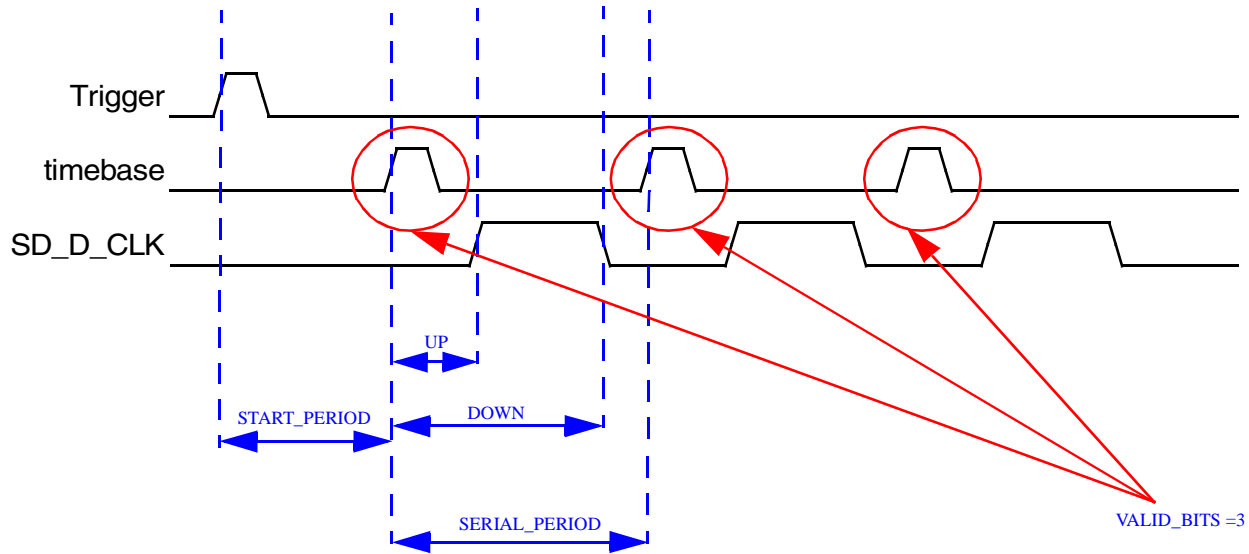 Trigger
timebase
SD_D_CLK
UP
START_PERIOD
DOWN
SERIAL_PERIOD
VALID_BITS =3